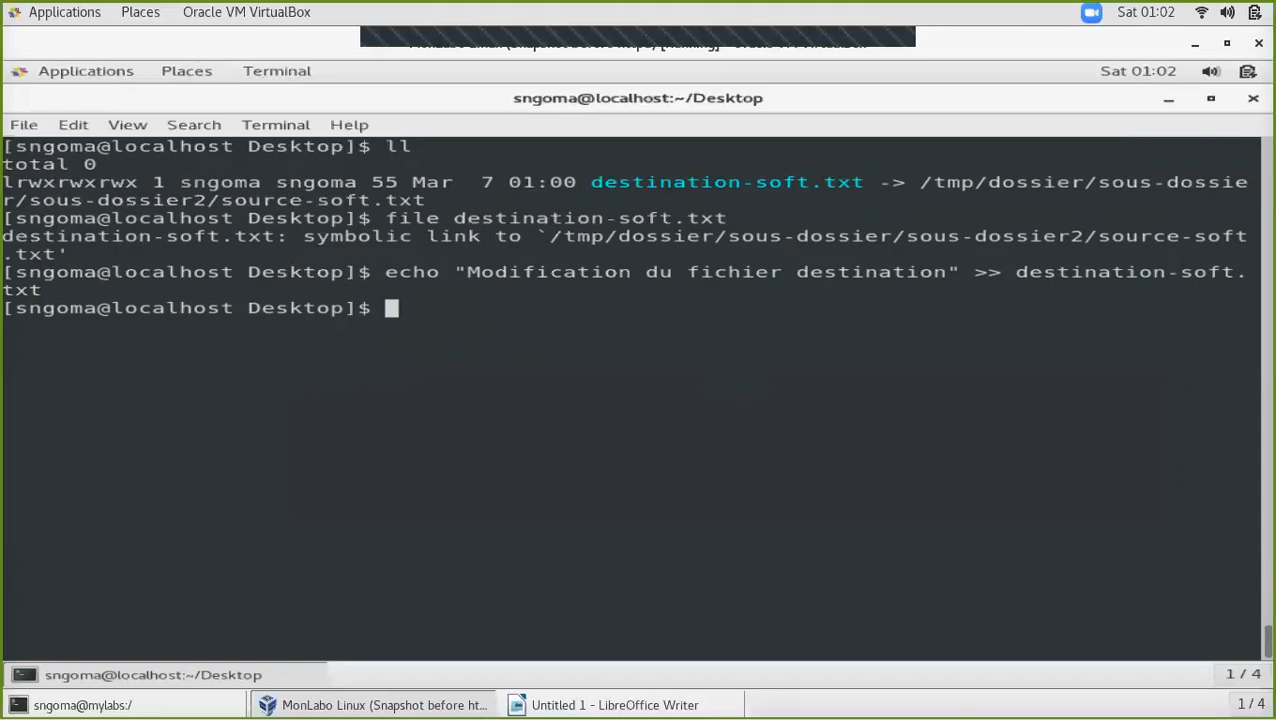 Applications Places Oracle VM VirtualBox Sat 01:02
Applications Places Terminal Sat 01:02
sngoma@localhost:~/Desktop
File Edit View Search Terminal Help
[sngoma@localhost Desktop]$ ll
total 0
lrwxrwxrwx 1 sngoma sngoma 55 Mar  7 01:00 destination-soft.txt -> /tmp/dossier/sous-dossie
r/sous-dossier2/source-soft.txt
[sngoma@localhost Desktop]$ file destination-soft.txt
destination-soft.txt: symbolic link to `/tmp/dossier/sous-dossier/sous-dossier2/source-soft
.txt'
[sngoma@localhost Desktop]$ echo "Modification du fichier destination" >> destination-soft.
txt
[sngoma@localhost Desktop]$
sngoma@localhost:~/Desktop 1 / 4
sngoma@mylabs:/ MonLabo Linux (Snapshot before ht... Untitled 1 - LibreOffice Writer 1 / 4